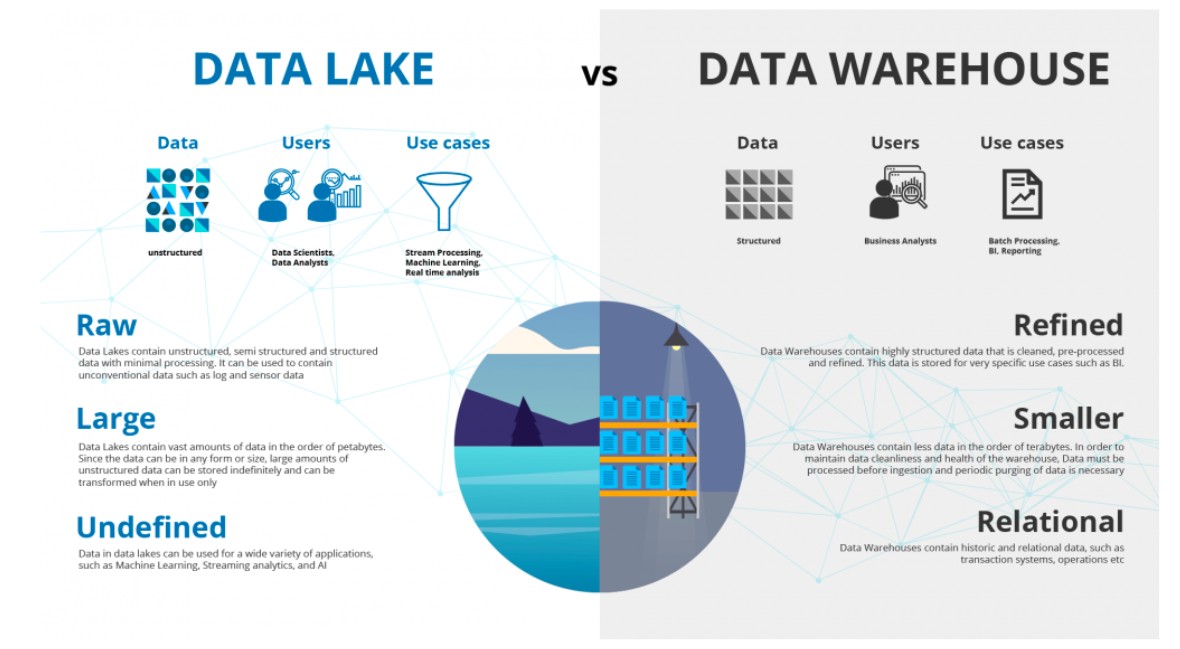 DATA LAKE
vs
DATA WAREHOUSE
Data
Users
Use cases
unstructured
Data Scientists,
Data Analysts
Stream Processing,
Machine Learning,
Real time analysis
Data
Users
Use cases
Structured
Business Analysts
Batch Processing,
BI, Reporting
Raw
Data Lakes contain unstructured, semi structured and structured
data with minimal processing. It can be used to contain
unconventional data such as log and sensor data
Large
Data Lakes contain vast amounts of data in the order of petabytes.
Since the data can be in any form or size, large amounts of
unstructured data can be stored indefinitely and can be
transformed when in use only
Undefined
Data in data lakes can be used for a wide variety of applications,
such as Machine Learning, Streaming analytics, and AI
Refined
Data Warehouses contain highly structured data that is cleaned, pre-processed
and refined. This data is stored for very specific use cases such as BI.
Smaller
Data Warehouses contain less data in the order of terabytes. In order to
maintain data cleanliness and health of the warehouse, Data must be
processed before ingestion and periodic purging of data is necessary
Relational
Data Warehouses contain historic and relational data, such as
transaction systems, operations etc